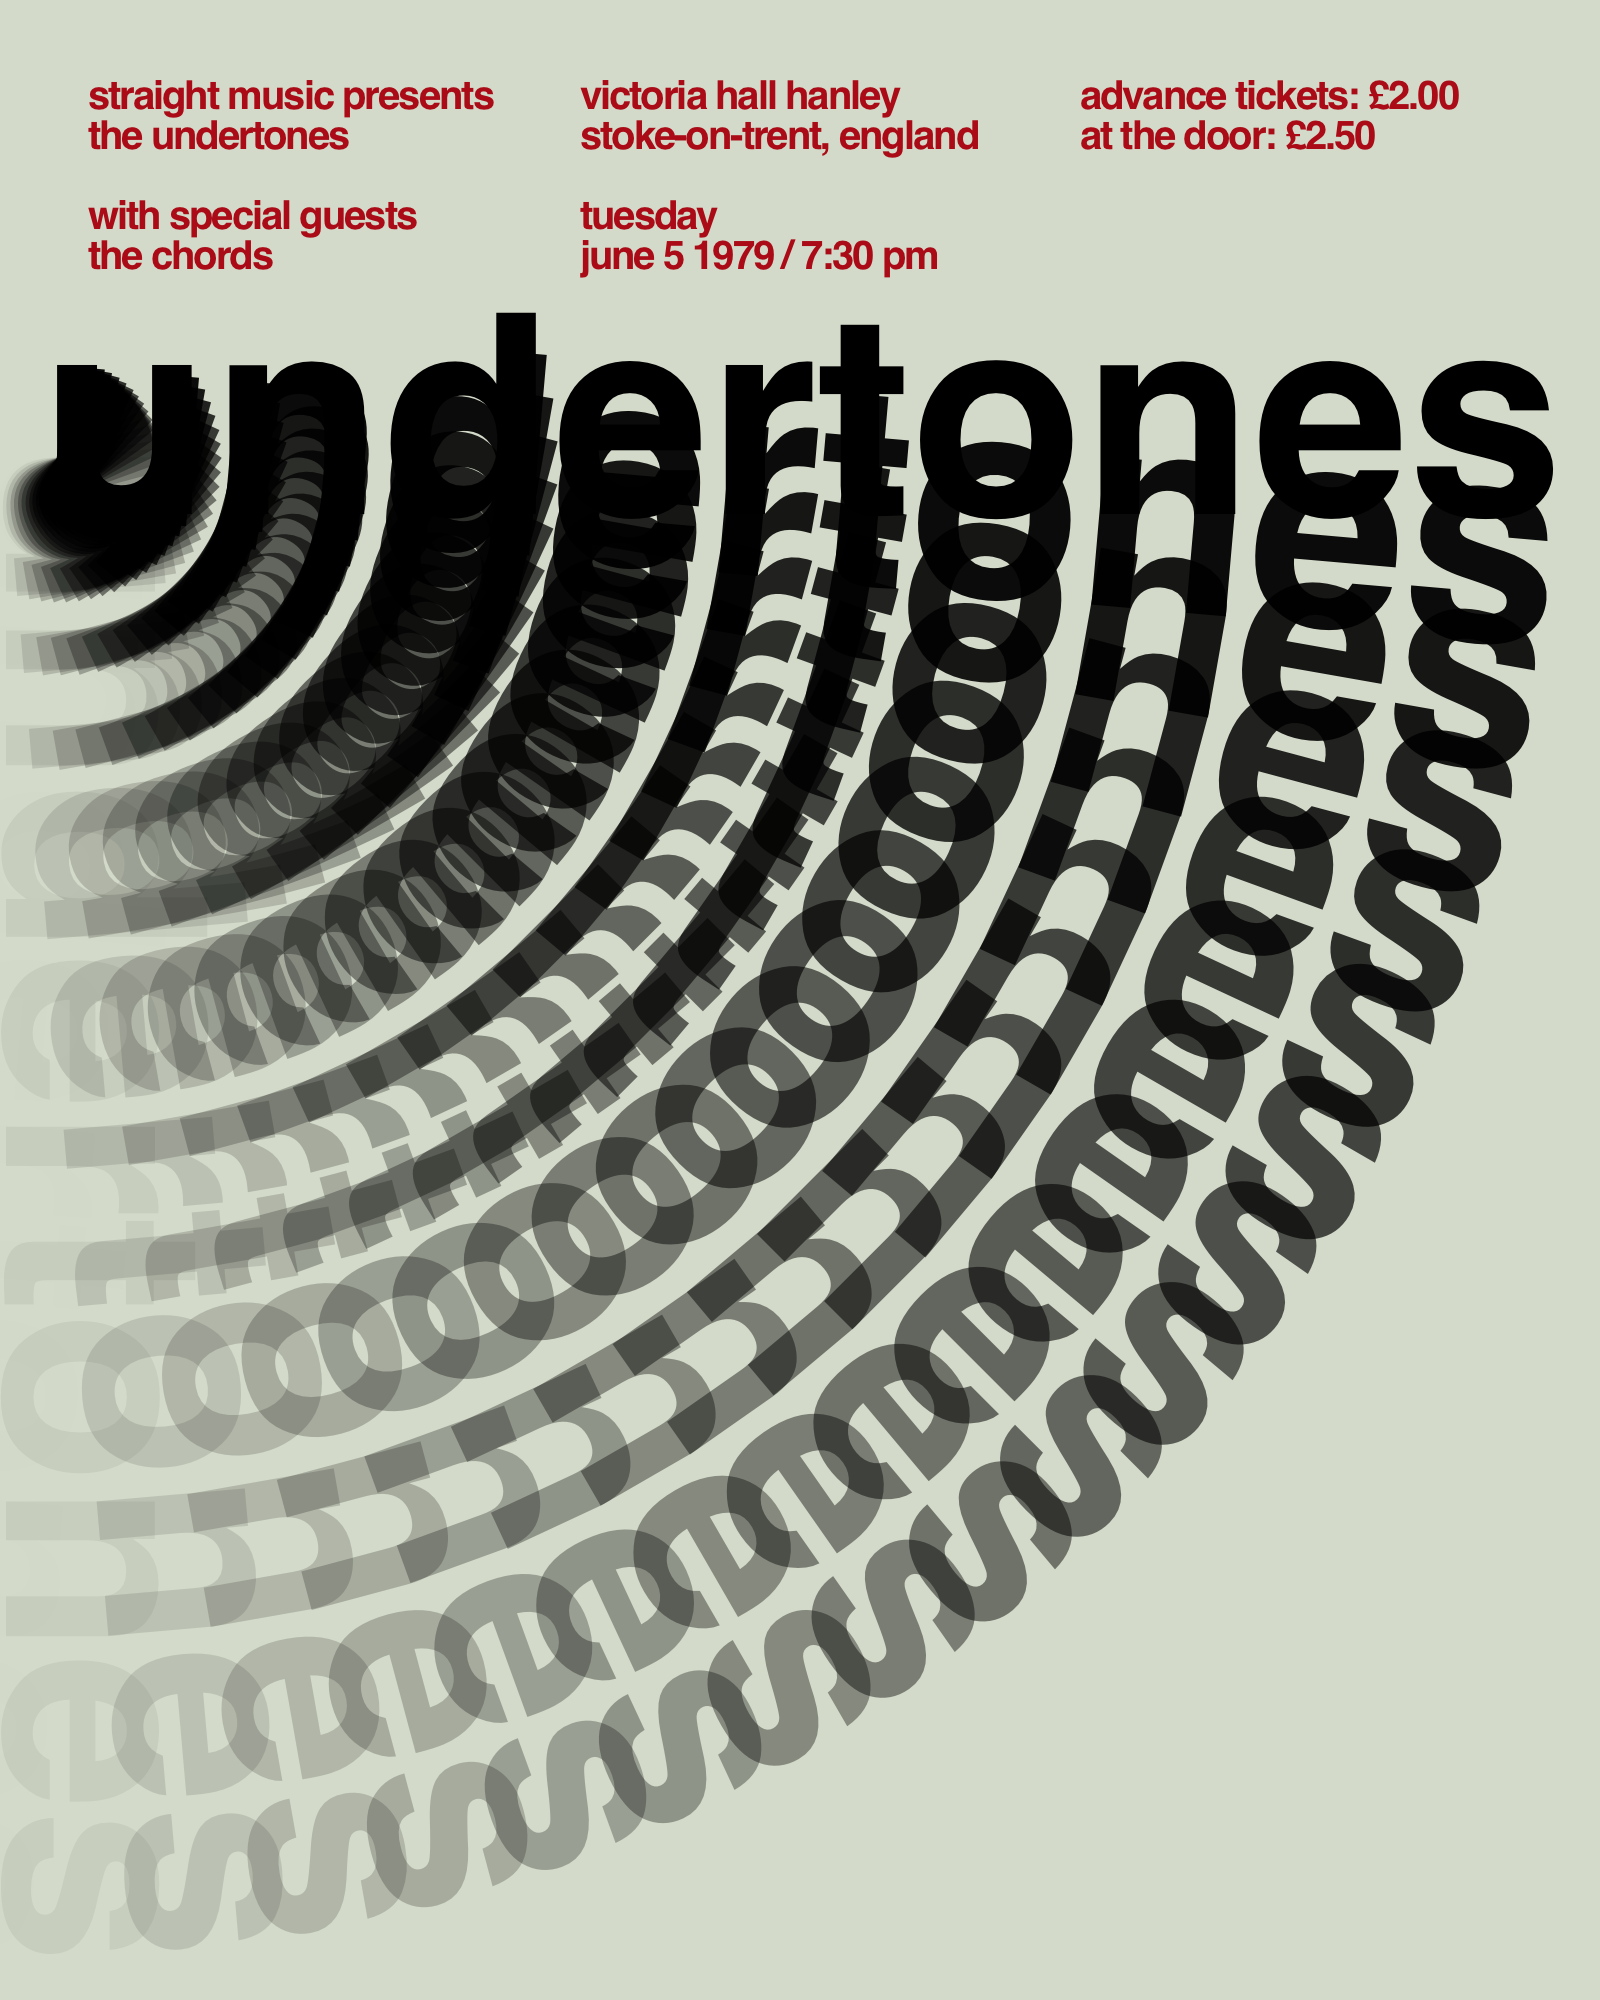 straight music presents
the undertones
with special guests
the chords
victoria hall hanley
stoke-on-trent, england
tuesday
june 5 1979 / 7:30 pm
advance tickets: £2.00
at the door: £2.50
undertones